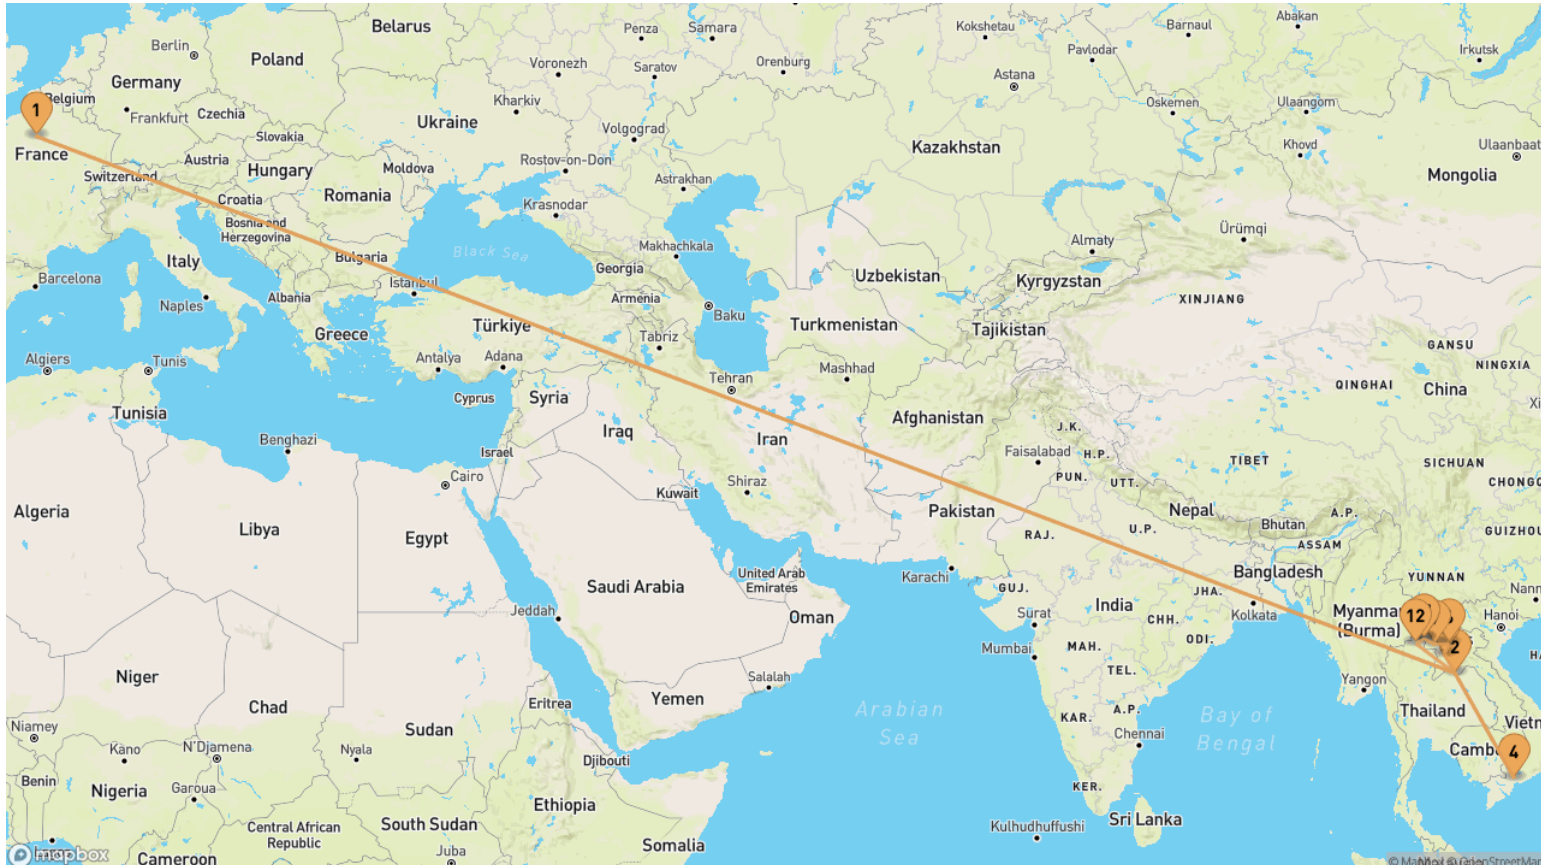 Belarus
Penza
Samara
Kokshetau
Barnaul
Abakan
Berlin
Poland
Voronezh
Saratov
Orenburg
Pavlodar
Irkutsk
Germany
Astana
1
Belgium
Frankfurt
Czechia
Kharkiv
Ukraine
Volgograd
Oskemen
Ulaangom
France
Slovakia
Austria
Hungary
Moldova
Rostov-on-Don
Kazakhstan
Khovd
Ulaanbaat
Switzerland
Romania
Astrakhan
Mongolia
Croatia
Krasnodar
Bosnia and
Herzegovina
Black Sea
Makhachkala
Almaty
Ürümqi
Italy
Bulgaria
Georgia
Uzbekistan
Kyrgyzstan
Barcelona
Istanbul
Albania
Armenia
XINJIANG
Naples
Baku
Greece
Türkiye
Tabriz
Turkmenistan
Tajikistan
GANSU
Algiers
Tunis
Antalya
Adana
Tehran
Mashhad
NINGXIA
QINGHAI
China
Tunisia
Cyprus
Syria
Afghanistan
Xi
Benghazi
Israel
Iraq
Iran
J.K.
Faisalabad
H.P.
TIBET
SICHUAN
Cairo
Kuwait
Shiraz
PUN.
UTT.
CHONGQ
Algeria
Libya
Egypt
Pakistan
Nepal
A.P.
Bhutan
RAJ.
U.P.
ASSAM
GUIZHOU
Saudi Arabia
United Arab
Emirates
Karachi
Bangladesh
YUNNAN
GUJ.
JHA.
Jeddah
Oman
Surat
India
CHH.
Kolkata
Myanmar
(Burma)
12
Hanoi
Nann
Mumbai
MAH.
ODI.
2
Niger
Salalah
TEL.
Yangon
Chad
Eritrea
Yemen
Arabian
Sea
KAR.
A.P.
Bay of
Bengal
Thailand
Vietn
Niamey
Kano
N'Djamena
Nyala
Sudan
Chennai
Camb
4
Benin
Nigeria
Garoua
Djibouti
KER.
Ethiopia
Central African
Republic
South Sudan
Sri Lanka
Kulhudhuffushi
Somalia
Juba
Cameroon
mapbox